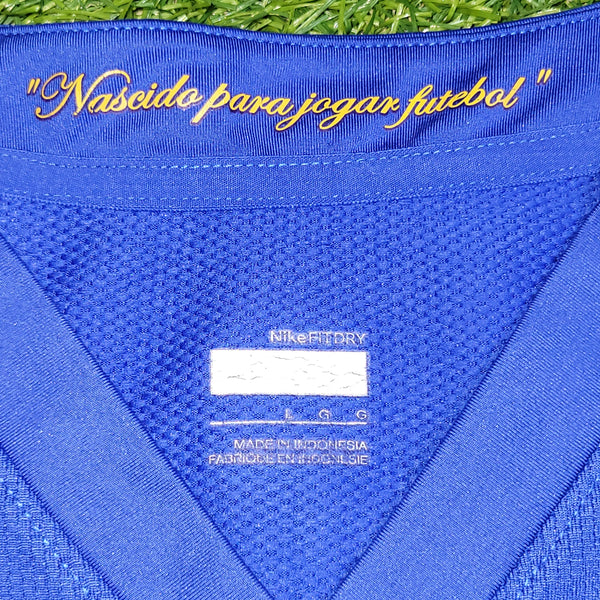 "Nascido para jogar futebol"
NikeFITDRY
L G G
MADE IN INDONESIA
FABRIQUE EN INDONESIE